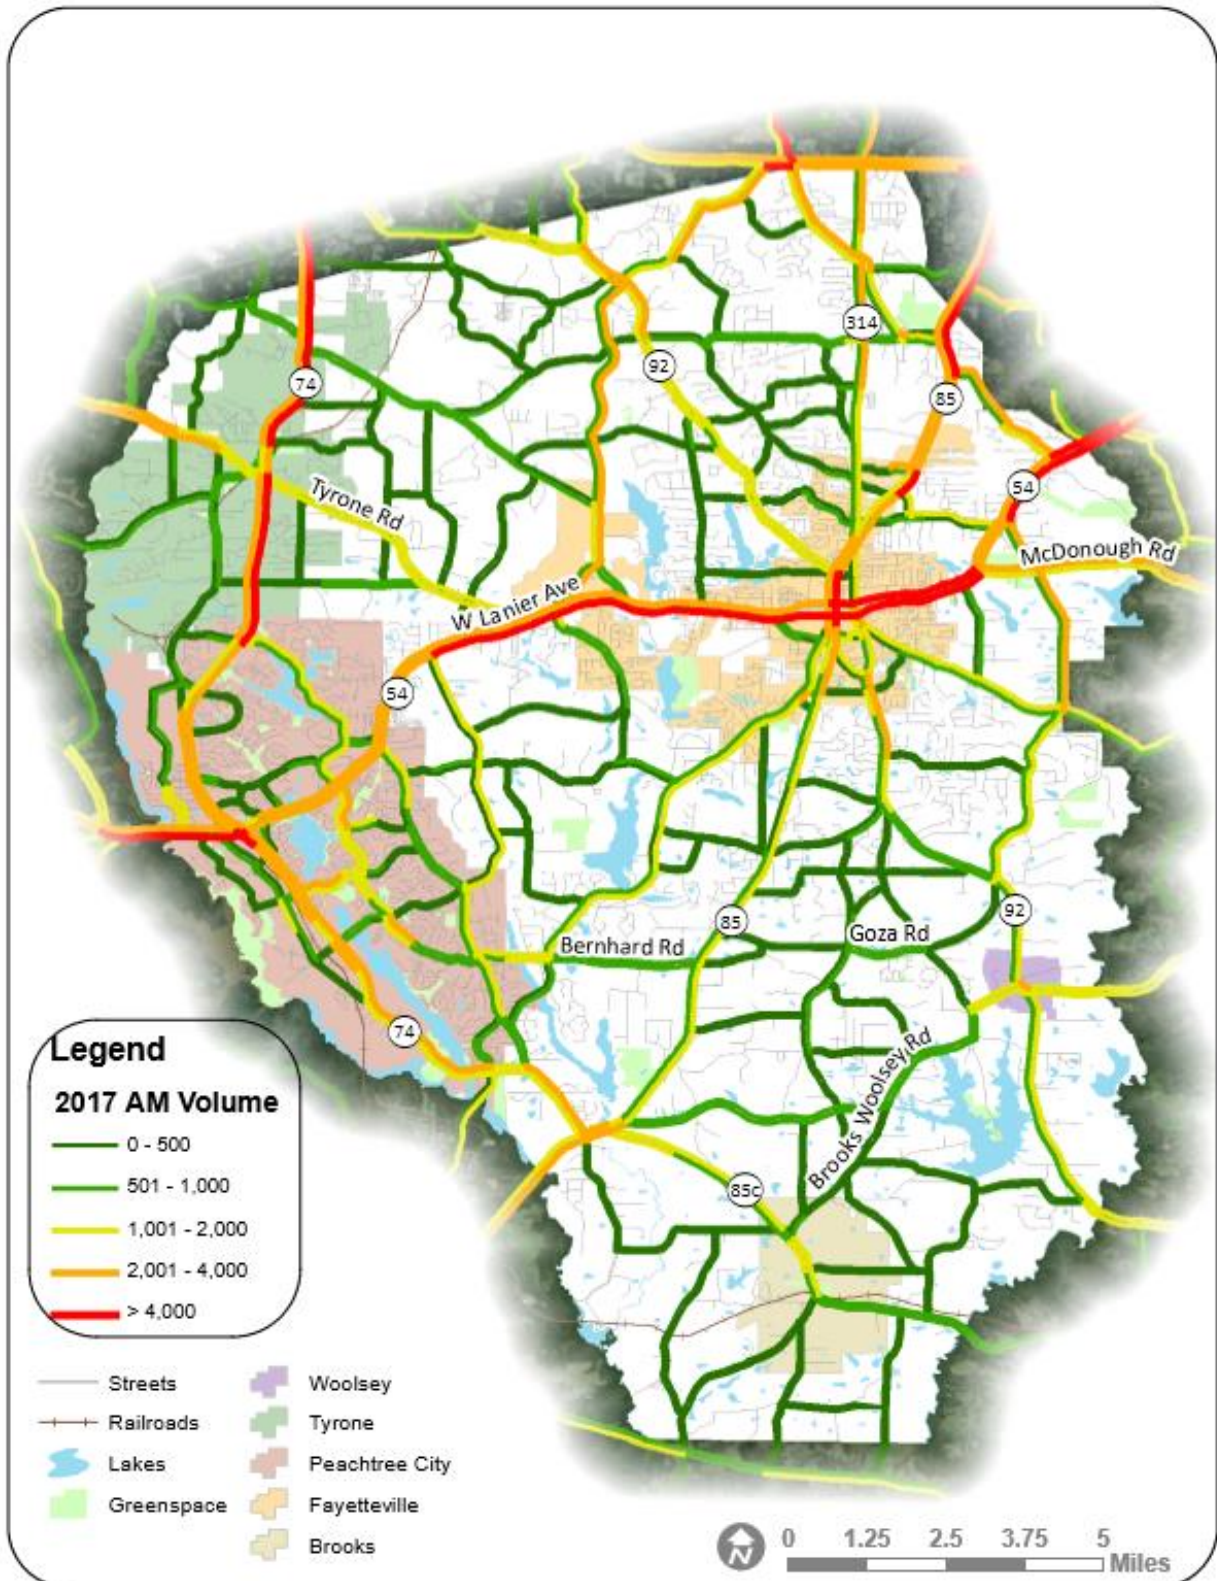 314
92
74
85
54
Tyrone Rd
McDonough Rd
W Lanier Ave
54
92
85
Goza Rd
Bernhard Rd
74
Brooks Woolsey Rd
85c
Legend
2017 AM Volume
0 - 500
501 - 1,000
1,001 - 2,000
2,001 - 4,000
> 4,000
Streets
Railroads
Lakes
Greenspace
Woolsey
Tyrone
Peachtree City
Fayetteville
Brooks
N
0 1.25 2.5 3.75 5
Miles